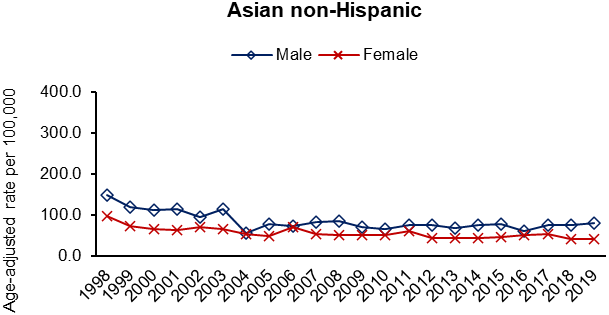 Asian non-Hispanic
Male Female
Age-adjusted rate per 100,000
400.0
300.0
200.0
100.0
0.0
1998 1999 2000 2001 2002 2003 2004 2005 2006 2007 2008 2009 2010 2011 2012 2013 2014 2015 2016 2017 2018 2019